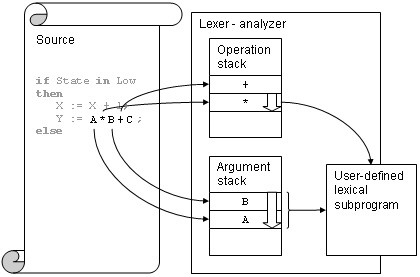 Source
if State in Low
then
X := X + 1;
Y := A*B+C;
else
Lexer - analyzer
Operation
stack
+
*
Argument
stack
B
A
User-defined
lexical
subprogram